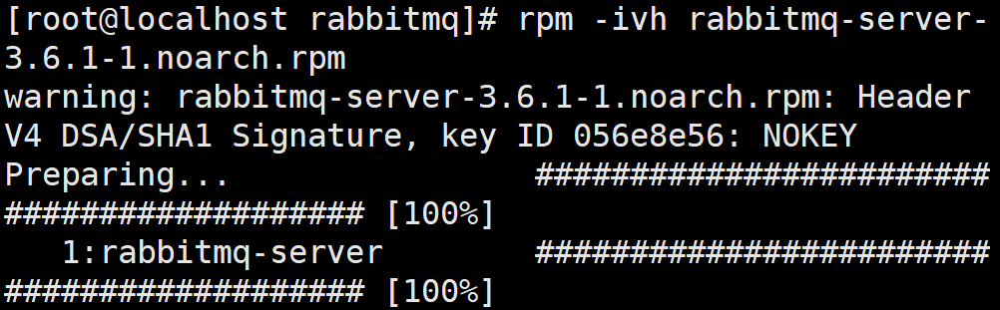 [root@localhost rabbitmq]# rpm -ivh rabbitmq-server-
3.6.1-1.noarch.rpm
warning: rabbitmq-server-3.6.1-1.noarch.rpm: Header
V4 DSA/SHA1 Signature, key ID 056e8e56: NOKEY
Preparing...                ########################
################### [100%]
   1:rabbitmq-server        ########################
################### [100%]